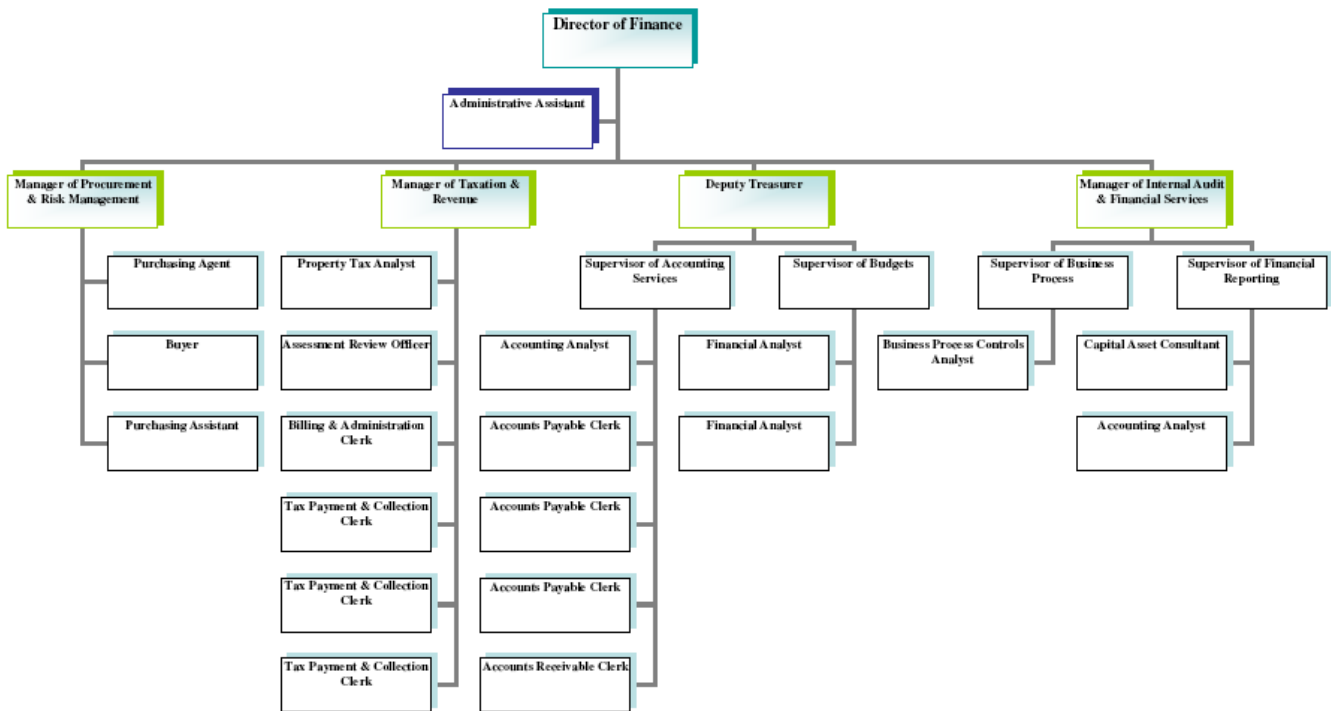 Director of Finance
Administrative Assistant
Manager of Procurement
& Risk Management
Manager of Taxation &
Revenue
Deputy Treasurer
Manager of Internal Audit
& Financial Services
Purchasing Agent
Property Tax Analyst
Supervisor of Accounting
Services
Supervisor of Budgets
Supervisor of Business
Process
Supervisor of Financial
Reporting
Buyer
Assessment Review Officer
Accounting Analyst
Financial Analyst
Business Process Controls
Analyst
Capital Asset Consultant
Purchasing Assistant
Billing & Administration
Clerk
Accounts Payable Clerk
Financial Analyst
Accounting Analyst
Tax Payment & Collection
Clerk
Accounts Payable Clerk
Tax Payment & Collection
Clerk
Accounts Payable Clerk
Tax Payment & Collection
Clerk
Accounts Receivable Clerk